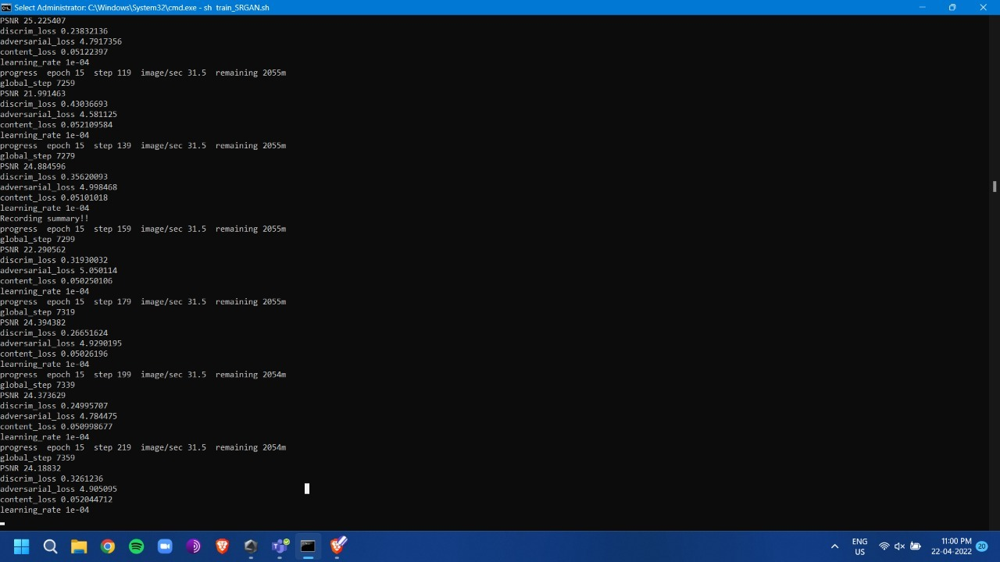 Select Administrator: C:\Windows\System32\cmd.exe - sh  train_SRGAN.sh
PSNR 25.225407
discrim_loss 0.23832136
adversarial_loss 4.7917356
content_loss 0.05122397
learning_rate 1e-04
progress  epoch 15  step 119  image/sec 31.5  remaining 2055m
global_step 7259
PSNR 21.991463
discrim_loss 0.43036693
adversarial_loss 4.581125
content_loss 0.052109584
learning_rate 1e-04
progress  epoch 15  step 139  image/sec 31.5  remaining 2055m
global_step 7279
PSNR 24.884596
discrim_loss 0.35620093
adversarial_loss 4.998468
content_loss 0.05101018
learning_rate 1e-04
Recording summary!!
progress  epoch 15  step 159  image/sec 31.5  remaining 2055m
global_step 7299
PSNR 22.290562
discrim_loss 0.31930032
adversarial_loss 5.050114
content_loss 0.050250106
learning_rate 1e-04
progress  epoch 15  step 179  image/sec 31.5  remaining 2055m
global_step 7319
PSNR 24.394382
discrim_loss 0.26651624
adversarial_loss 4.9290195
content_loss 0.05026196
learning_rate 1e-04
progress  epoch 15  step 199  image/sec 31.5  remaining 2054m
global_step 7339
PSNR 24.373629
discrim_loss 0.24995707
adversarial_loss 4.784475
content_loss 0.050998677
learning_rate 1e-04
progress  epoch 15  step 219  image/sec 31.5  remaining 2054m
global_step 7359
PSNR 24.18832
discrim_loss 0.3261236
adversarial_loss 4.905095
content_loss 0.052044712
learning_rate 1e-04
ENG
US
11:00 PM
22-04-2022
20